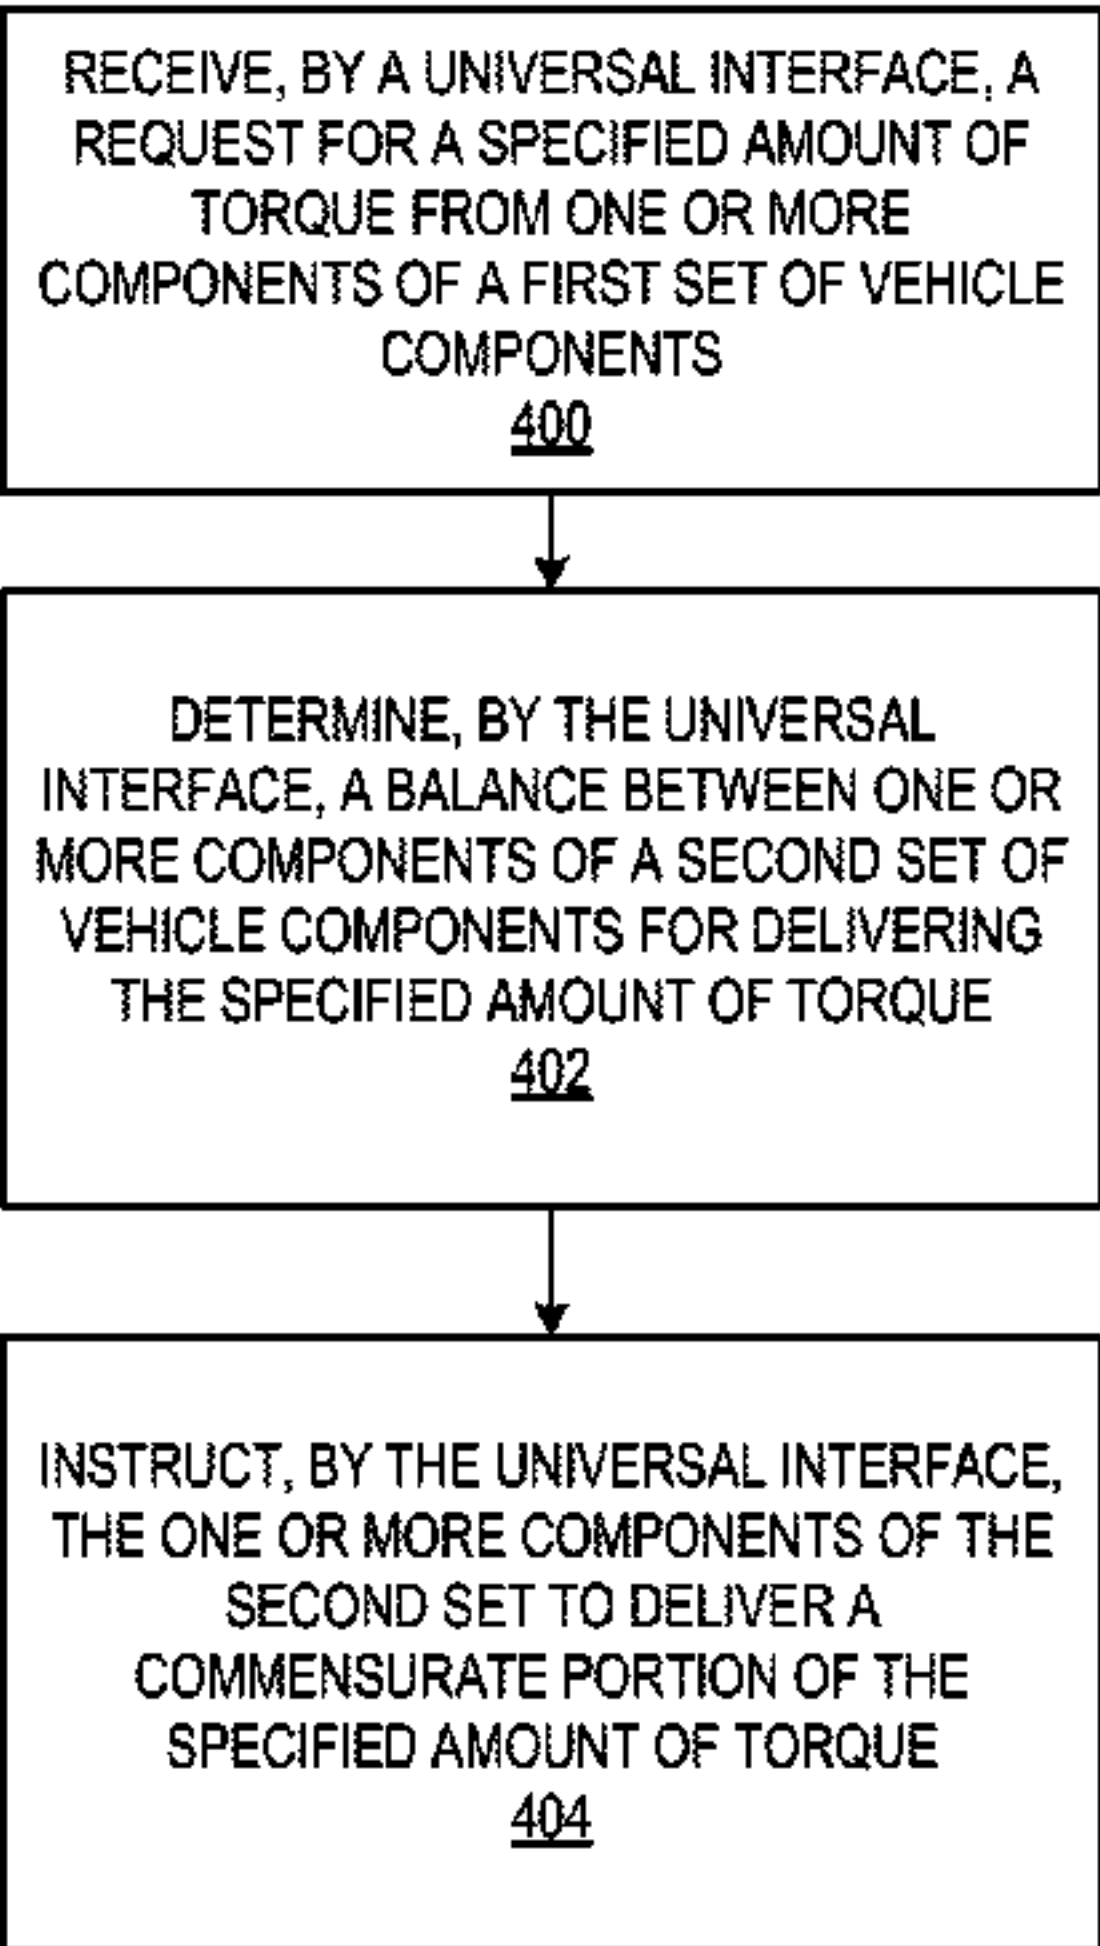 RECEIVE, BY A UNIVERSAL INTERFACE, A
REQUEST FOR A SPECIFIED AMOUNT OF
TORQUE FROM ONE OR MORE
COMPONENTS OF A FIRST SET OF VEHICLE
COMPONENTS
400
DETERMINE, BY THE UNIVERSAL
INTERFACE, A BALANCE BETWEEN ONE OR
MORE COMPONENTS OF A SECOND SET OF
VEHICLE COMPONENTS FOR DELIVERING
THE SPECIFIED AMOUNT OF TORQUE
402
INSTRUCT, BY THE UNIVERSAL INTERFACE,
THE ONE OR MORE COMPONENTS OF THE
SECOND SET TO DELIVER A
COMMENSURATE PORTION OF THE
SPECIFIED AMOUNT OF TORQUE
404